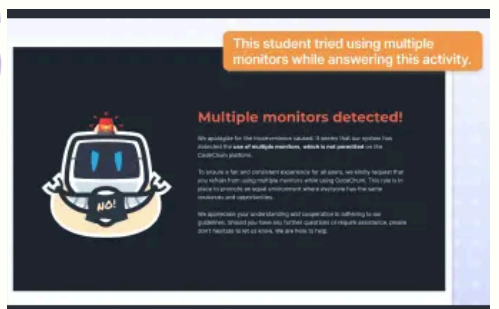 This student tried using multiple
monitors while answering this activity.
Multiple monitors detected!
We apologize for the inconvenience caused. It seems that our system has
detected the use of multiple monitors, which is not permitted on the
CodeChum platform.
To ensure a fair and consistent experience for all users, we kindly request that
you refrain from using multiple monitors while using CodeChum. This rule is in
place to promote an equal environment where everyone has the same
resources and opportunities.
We appreciate your understanding and cooperation in adhering to our
guidelines. Should you have any further questions or require assistance, please
don't hesitate to let us know. We are here to help.
NO!